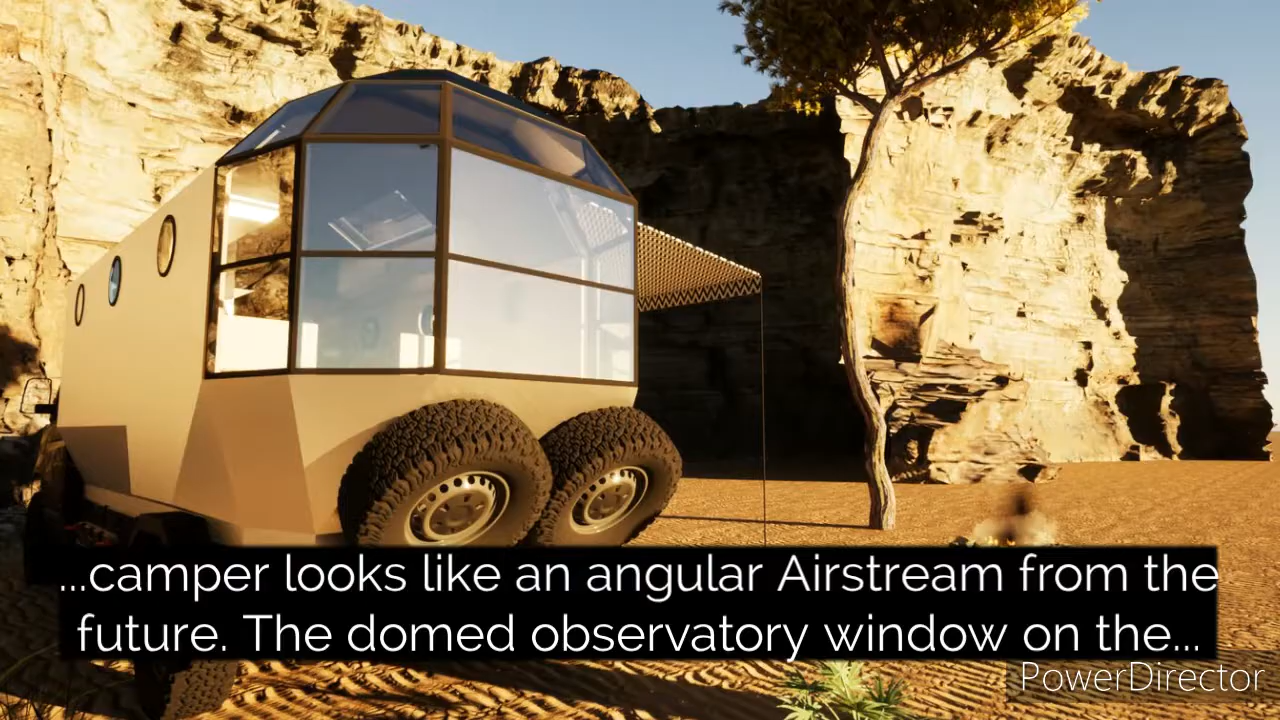 ...camper looks like an angular Airstream from the
future. The domed observatory window on the...
PowerDirector